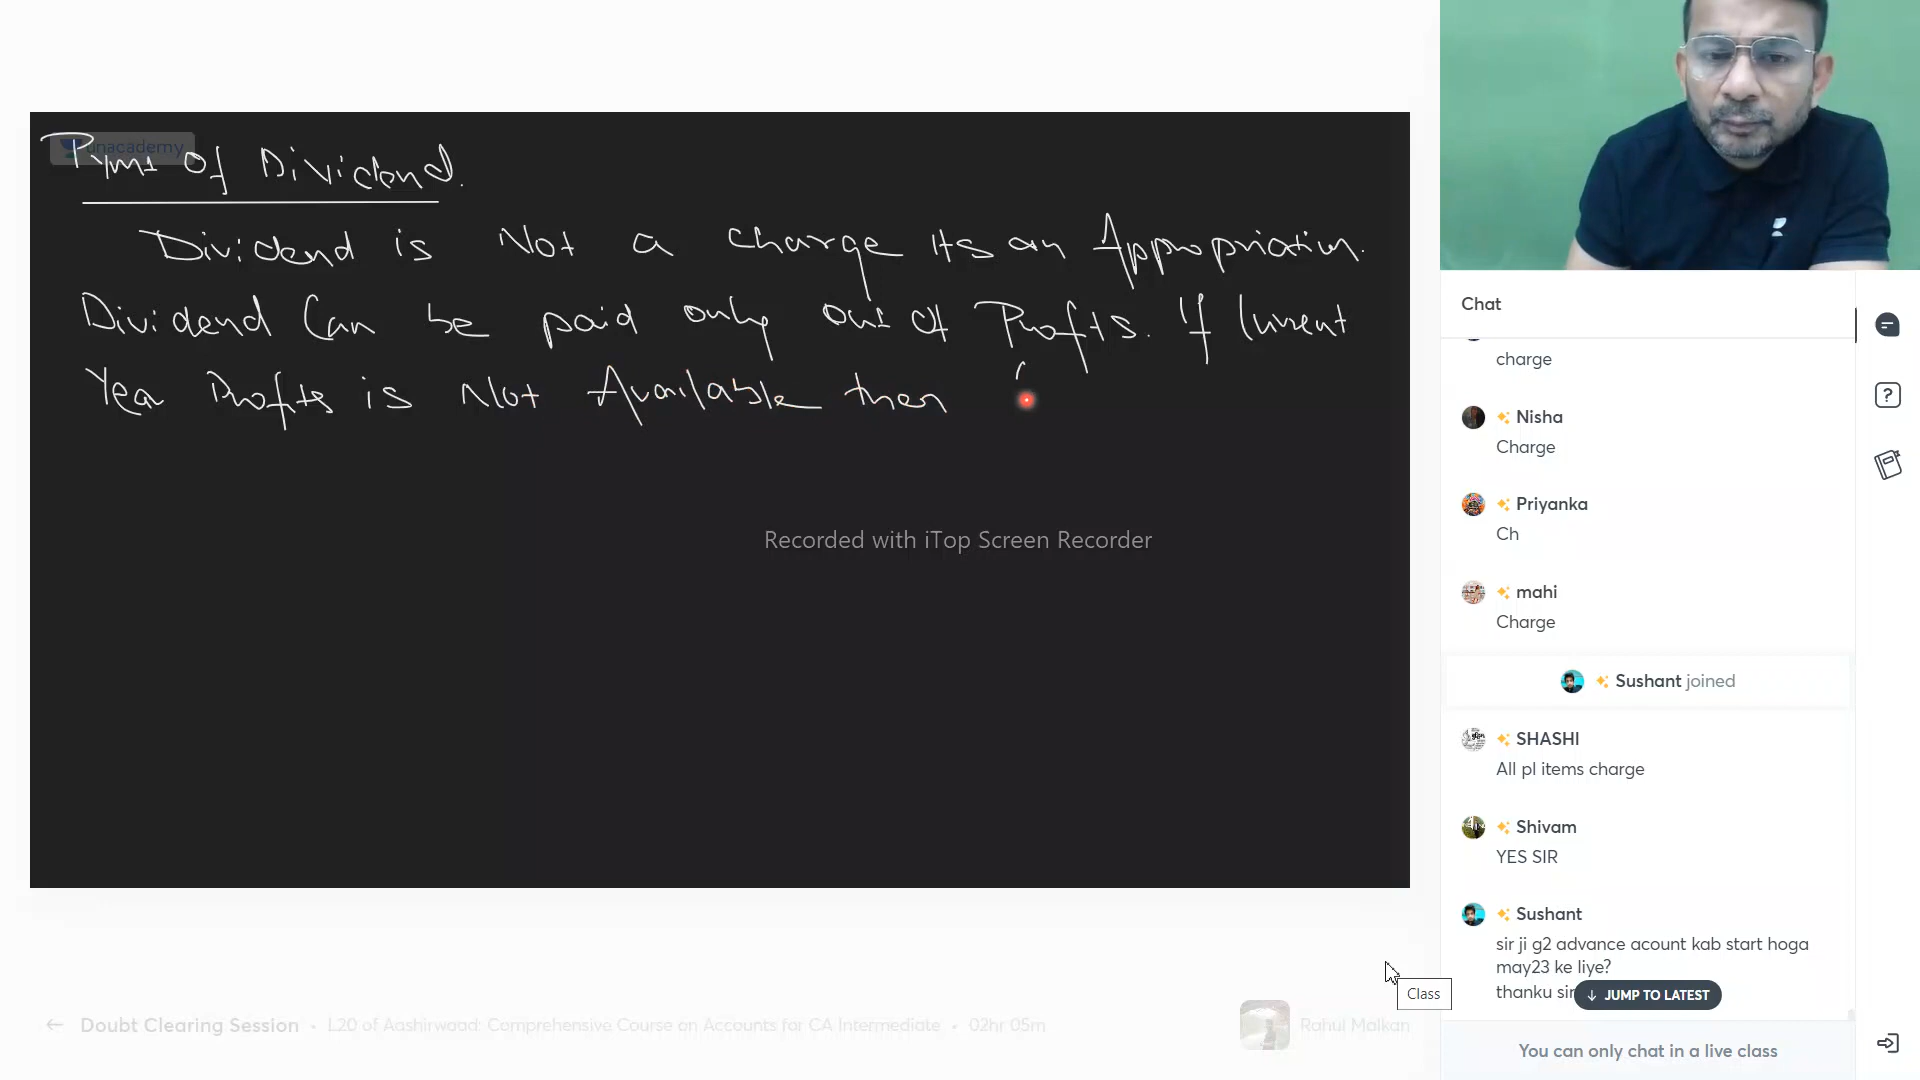 unacademy
Pymt of Dividend.
Dividend is Not a charge Its an Appropriation.
Dividend Can be paid only out of Profits. If Current
Year Profits is Not Available then
Recorded with iTop Screen Recorder
Class
← Doubt Clearing Session • L20 of Aashirwaad: Comprehensive Course on Accounts for CA Intermediate • 02hr 05m
Rahul Malkan
Chat
charge
Nisha
Charge
Priyanka
Ch
mahi
Charge
Sushant joined
SHASHI
All pl items charge
Shivam
YES SIR
Sushant
sir ji g2 advance acount kab start hoga
may23 ke liye?
thanku sir
↓ JUMP TO LATEST
You can only chat in a live class